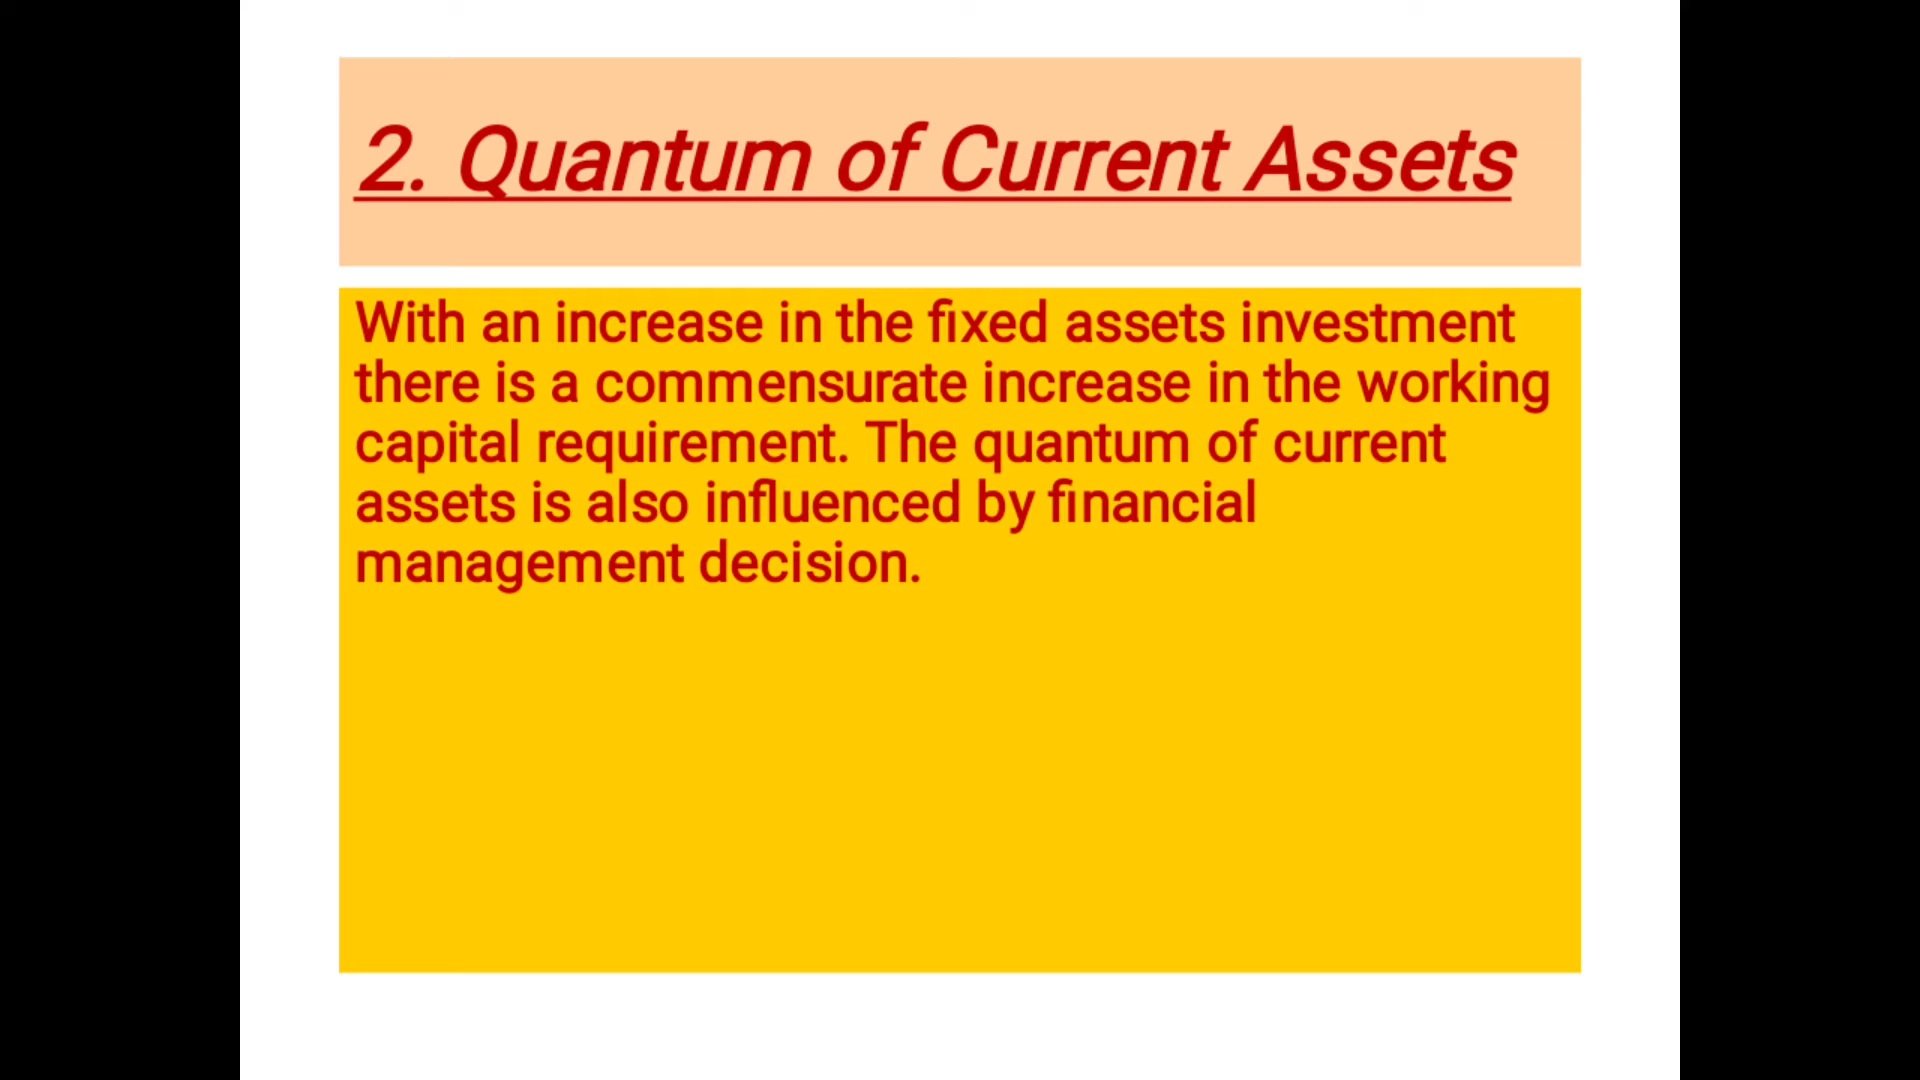 2. Quantum of Current Assets
With an increase in the fixed assets investment
there is a commensurate increase in the working
capital requirement. The quantum of current
assets is also influenced by financial
management decision.